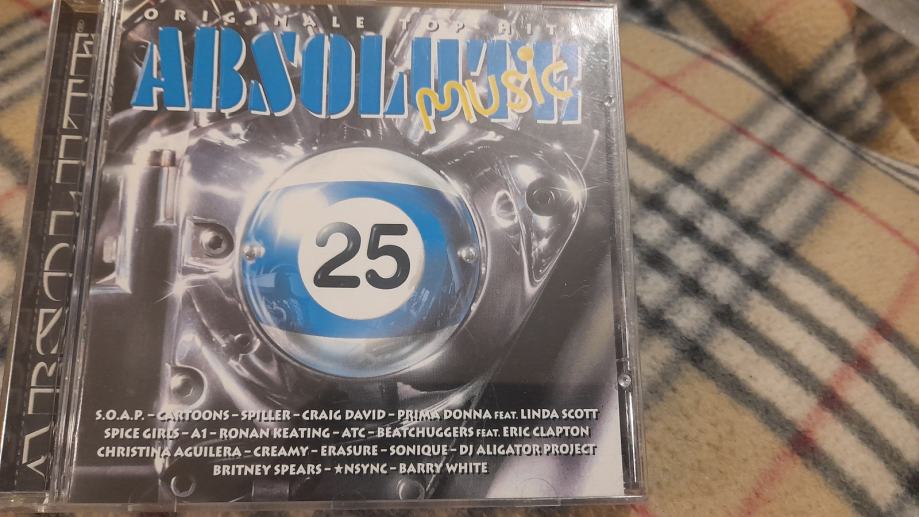 ORIGINALE TOP HIT
ABSOLUTE
MUSIC
25
S.O.A.P. – CARTOONS – SPILLER – CRAIG DAVID – PRIMA DONNA FEAT. LINDA SCOTT
SPICE GIRLS – A1 – RONAN KEATING – ATC – BEATCHUGGERS FEAT. ERIC CLAPTON
CHRISTINA AGUILERA – CREAMY – ERASURE – SONIQUE – DJ ALIGATOR PROJECT
BRITNEY SPEARS – ★NSYNC – BARRY WHITE